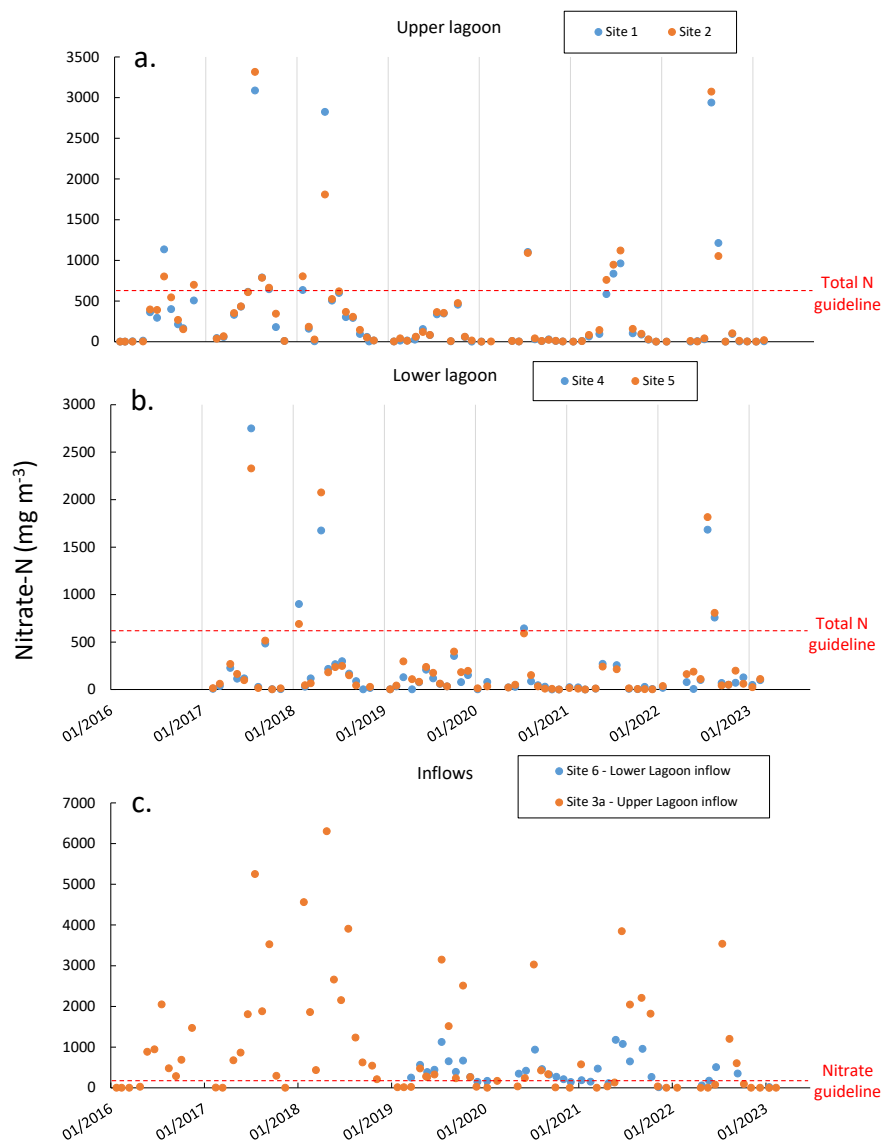 Upper lagoon
Site 1
Site 2
a.
3500
3000
2500
2000
1500
1000
500
0
Total N
guideline
Lower lagoon
Site 4
Site 5
b.
3000
2500
2000
1500
1000
500
0
Total N
guideline
01/2016
01/2017
01/2018
01/2019
01/2020
01/2021
01/2022
01/2023
Nitrate-N (mg m⁻³)
Inflows
Site 6 - Lower Lagoon inflow
Site 3a - Upper Lagoon inflow
c.
7000
6000
5000
4000
3000
2000
1000
0
Nitrate
guideline
01/2016
01/2017
01/2018
01/2019
01/2020
01/2021
01/2022
01/2023